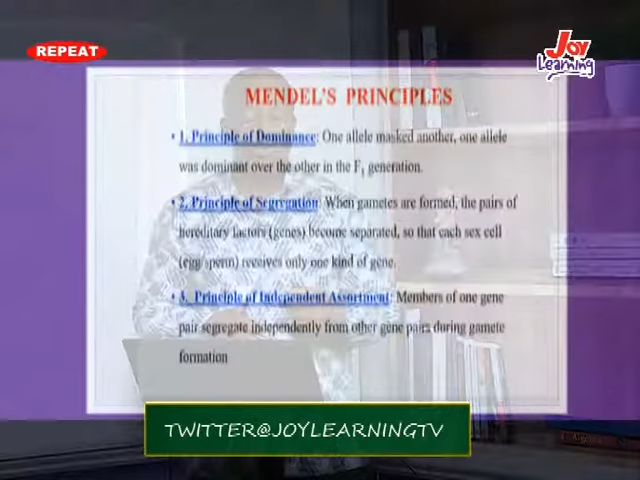 REPEAT
Joy
Learning
MENDEL'S PRINCIPLES
• 1. Principle of Dominance: One allele masked another, one allele
was dominant over the other in the F₁ generation.
• 2. Principle of Segregation: When gametes are formed, the pairs of
hereditary factors (genes) become separated, so that each sex cell
(egg/sperm) receives only one kind of gene.
• 3. Principle of Independent Assortment: Members of one gene
pair segregate independently from other gene pairs during gamete
formation
TWITTER@JOYLEARNINGTV